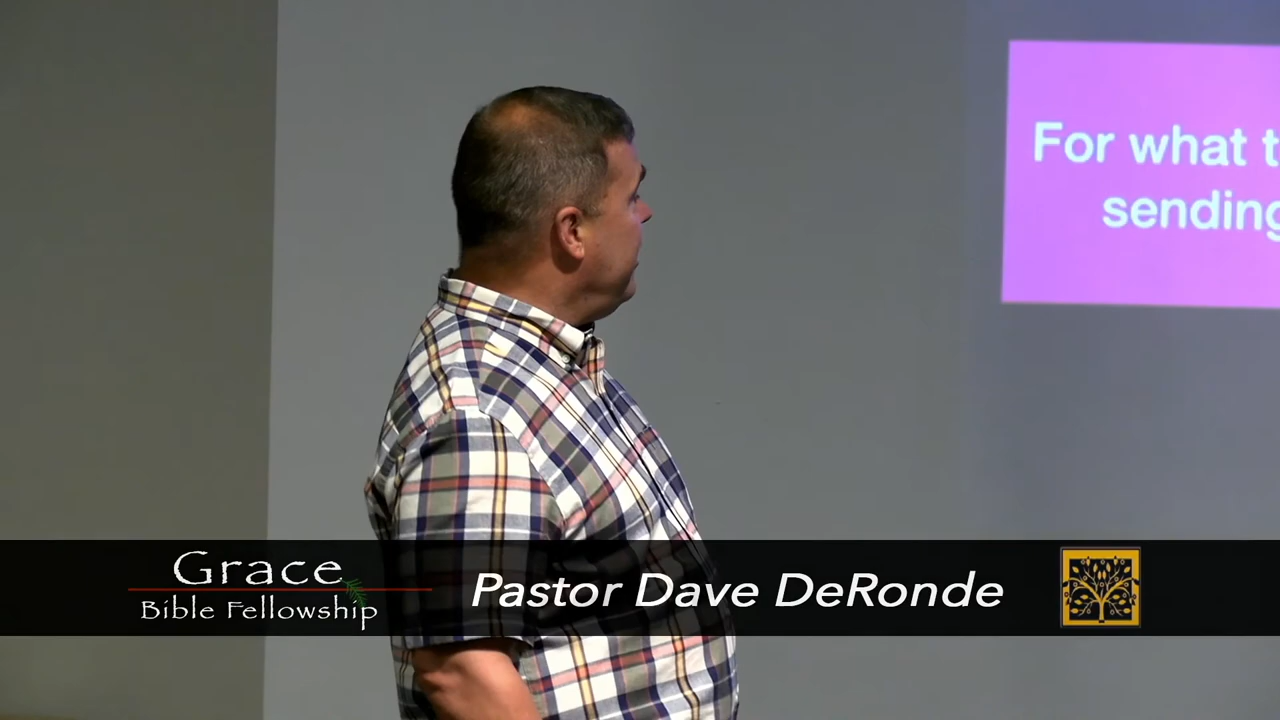 For what
sending
Grace
Bible Fellowship
Pastor Dave DeRonde